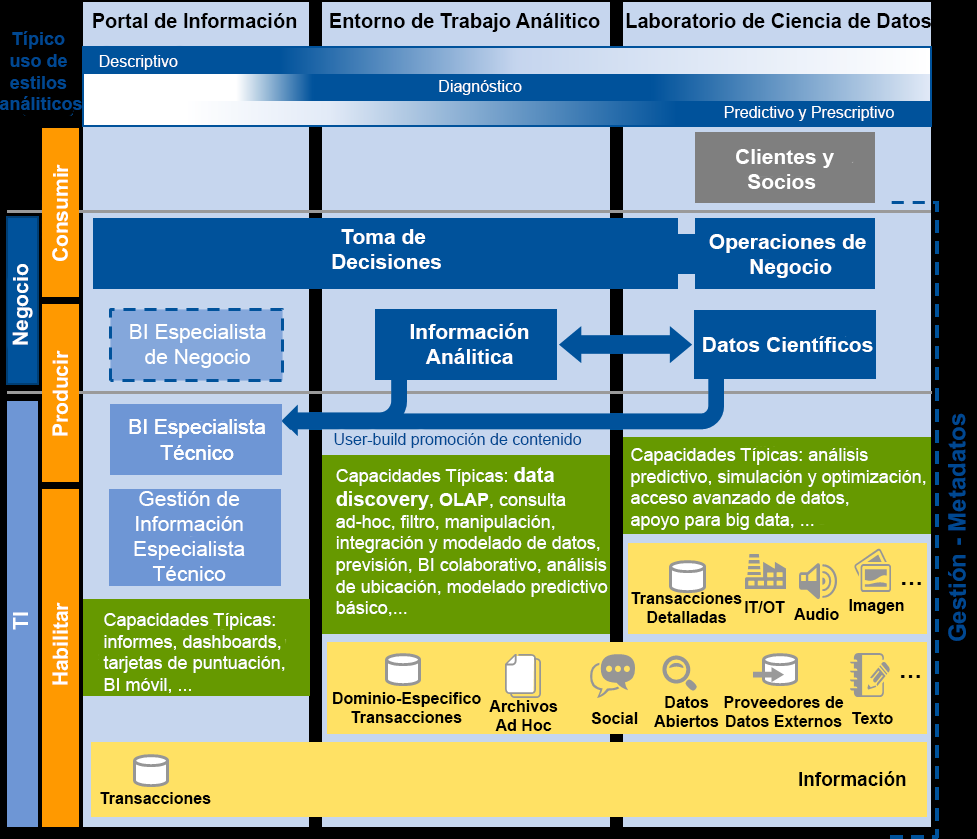 Portal de Información
Entorno de Trabajo Análitico
Laboratorio de Ciencia de Datos
Típico
uso de
estilos
análiticos
Descriptivo
Diagnóstico
Predictivo y Prescriptivo
Consumir
Negocio
Producir
TI
Habilitar
Clientes y
Socios
Toma de
Decisiones
Operaciones de
Negocio
BI Especialista
de Negocio
Información
Análitica
Datos Científicos
BI Especialista
Técnico
User-build promoción de contenido
Gestión de
Información
Especialista
Técnico
Capacidades Típicas:
informes, dashboards,
tarjetas de puntuación,
BI móvil, ...
Capacidades Típicas: data
discovery, OLAP, consulta
ad-hoc, filtro, manipulación,
integración y modelado de datos,
previsión, BI colaborativo, análisis
de ubicación, modelado predictivo
básico,...
Capacidades Típicas: análisis
predictivo, simulación y optimización,
acceso avanzado de datos,
apoyo para big data, ...
Transacciones
Detalladas
IT/OT
Audio
Imagen
...
Dominio-Especifico
Transacciones
Archivos
Ad Hoc
Social
Datos
Abiertos
Proveedores de
Datos Externos
Texto
...
Transacciones
Información
Gestión - Metadatos